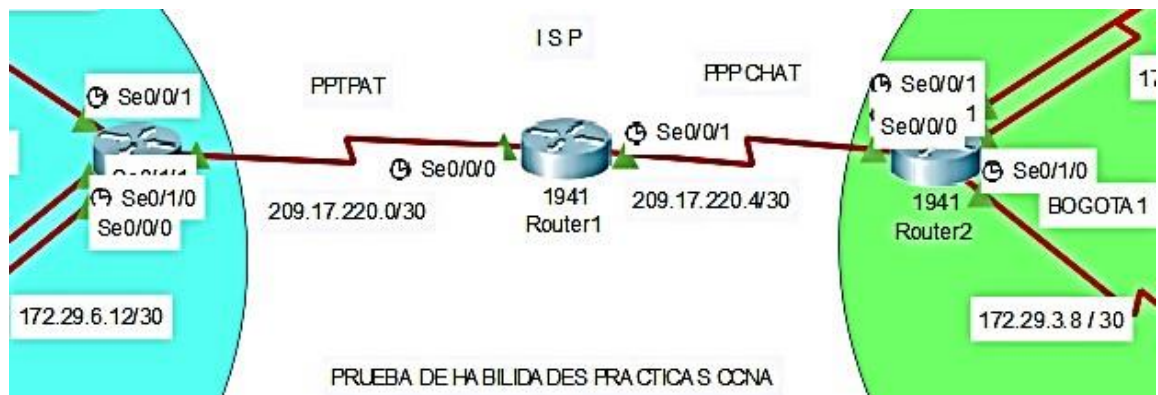 I S P
PPTPAT
PPP CHAT
Se0/0/1
Se0/0/1
17
Se0/0/0
Se0/0/1
Se0/0/0
1
Se0/1/0
Se0/1/0
Se0/0/0
209.17.220.0/30
1941
Router1
209.17.220.4/30
1941
Router2
BOGOTA 1
172.29.6.12/30
172.29.3.8 / 30
PRUEBA DE HABILIDADES PRACTICAS CCNA